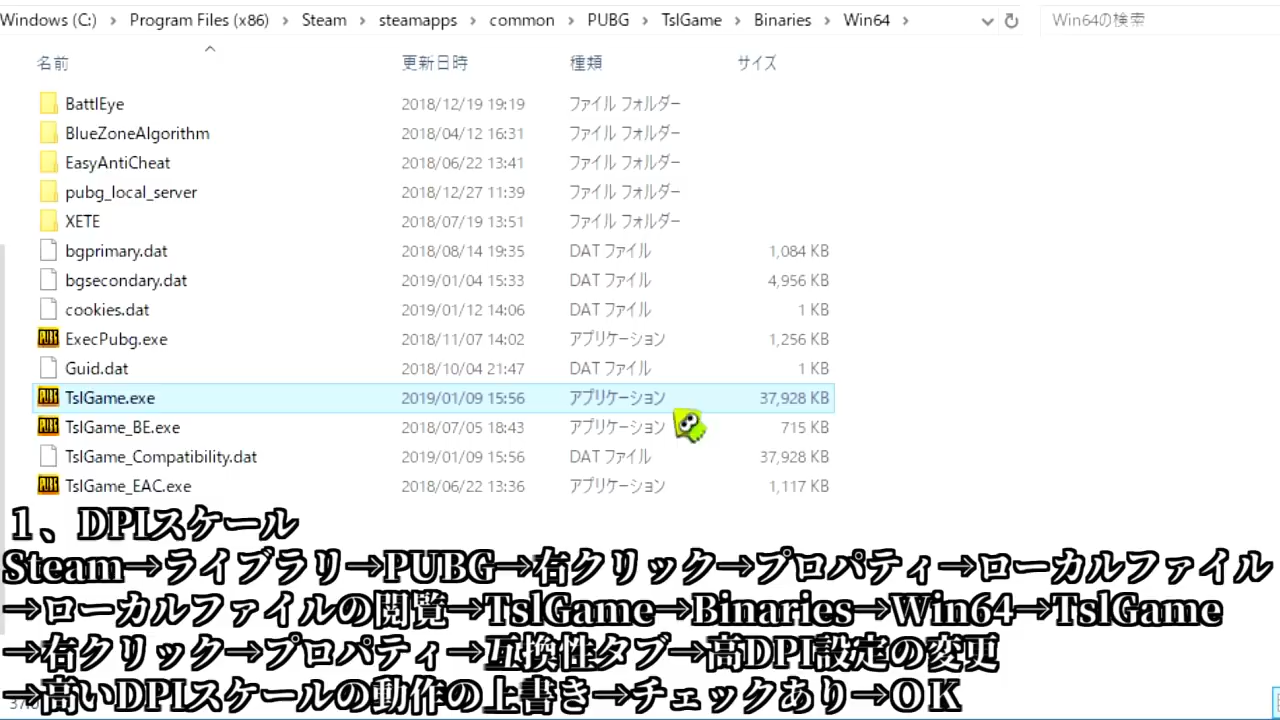 Windows (C:) › Program Files (x86) › Steam › steamapps › common › PUBG › TslGame › Binaries › Win64 ›
Win64の検索
名前 更新日時 種類 サイズ
BattlEye 2018/12/19 19:19 ファイル フォルダー
BlueZoneAlgorithm 2018/04/12 16:31 ファイル フォルダー
EasyAntiCheat 2018/06/22 13:41 ファイル フォルダー
pubg_local_server 2018/12/27 11:39 ファイル フォルダー
XETE 2018/07/19 13:51 ファイル フォルダー
bgprimary.dat 2018/08/14 19:35 DAT ファイル 1,084 KB
bgsecondary.dat 2019/01/04 15:33 DAT ファイル 4,956 KB
cookies.dat 2019/01/12 14:06 DAT ファイル 1 KB
ExecPubg.exe 2018/11/07 14:02 アプリケーション 1,256 KB
Guid.dat 2018/10/04 21:47 DAT ファイル 1 KB
TslGame.exe 2019/01/09 15:56 アプリケーション 37,928 KB
TslGame_BE.exe 2018/07/05 18:43 アプリケーション 715 KB
TslGame_Compatibility.dat 2019/01/09 15:56 DAT ファイル 37,928 KB
TslGame_EAC.exe 2018/06/22 13:36 アプリケーション 1,117 KB
１、DPIスケール
Steam→ライブラリ→PUBG→右クリック→プロパティ→ローカルファイル
→ローカルファイルの閲覧→TslGame→Binaries→Win64→TslGame
→右クリック→プロパティ→互換性タブ→高DPI設定の変更
→高いDPIスケールの動作の上書き→チェックあり→ＯＫ